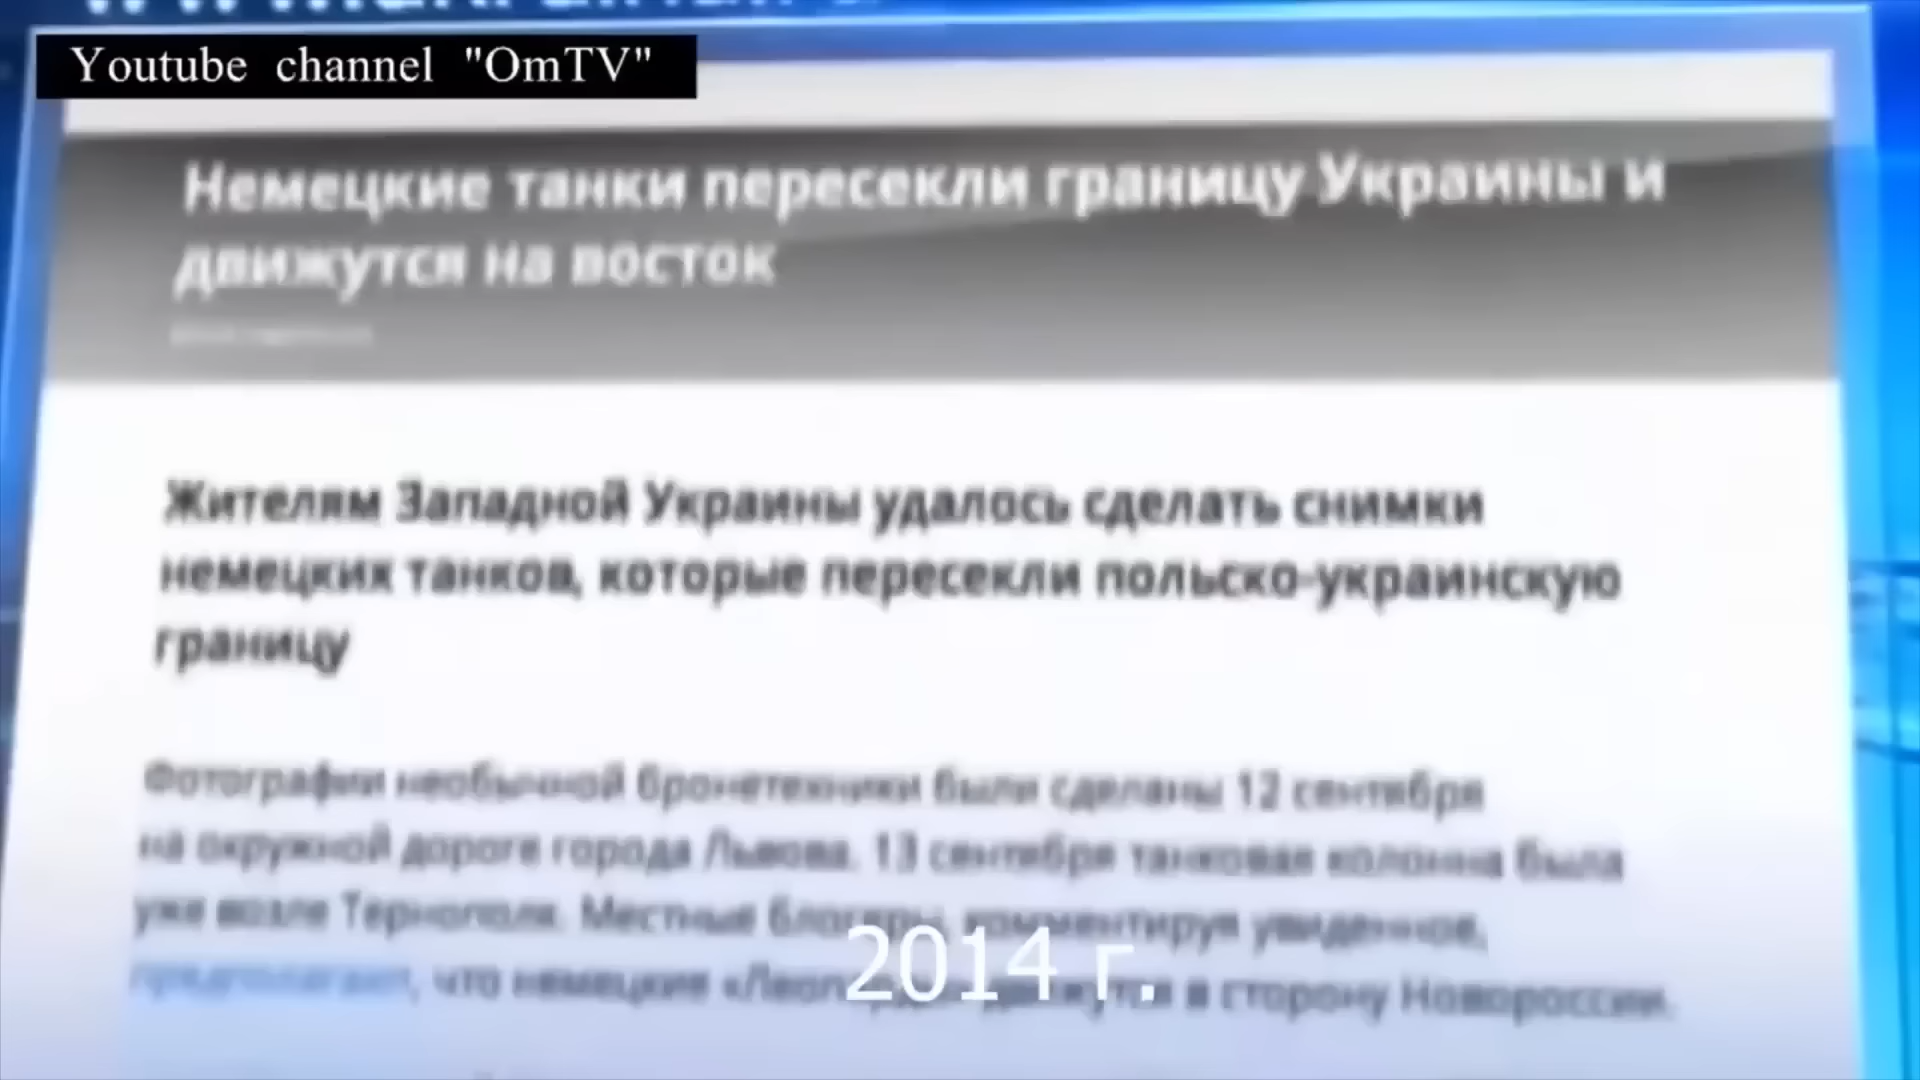 Youtube channel "OmTV"
Немецкие танки пересекли границу Украины и
движутся на восток
Жителям Западной Украины удалось сделать снимки
немецких танков, которые пересекли польско-украинскую
границу
Фотографии необычной бронетехники были сделаны 12 сентября
на окружной дороге города Львова. 13 сентября танковая колонна была
уже возле Тернополя. Местные блогеры, комментируя увиденное,
предполагают, что немецкие движутся в сторону Новороссии.
2014 г.